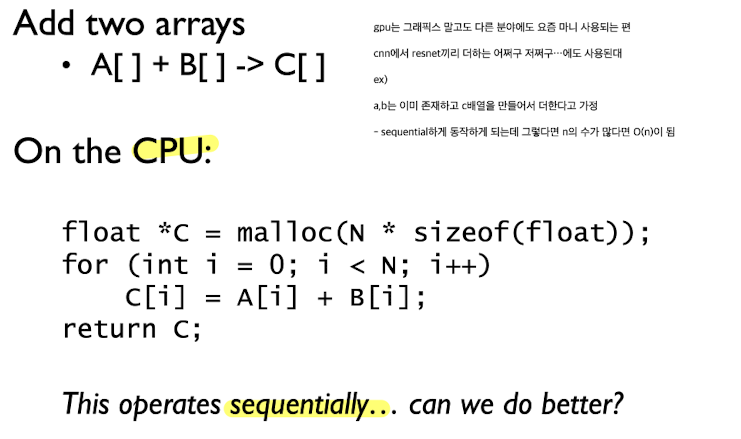 Add two arrays
• A[ ] + B[ ] -> C[ ]
gpu는 그래픽스 말고도 다른 분야에도 요즘 마니 사용되는 편
cnn에서 resnet끼리 더하는 어쩌구 저쩌구…에도 사용된대
ex)
a,b는 이미 존재하고 c배열을 만들어서 더한다고 가정
- sequential하게 동작하게 되는데 그렇다면 n의 수가 많다면 O(n)이 됨
On the CPU:
float *C = malloc(N * sizeof(float));
for (int i = 0; i < N; i++)
    C[i] = A[i] + B[i];
return C;
This operates sequentially… can we do better?